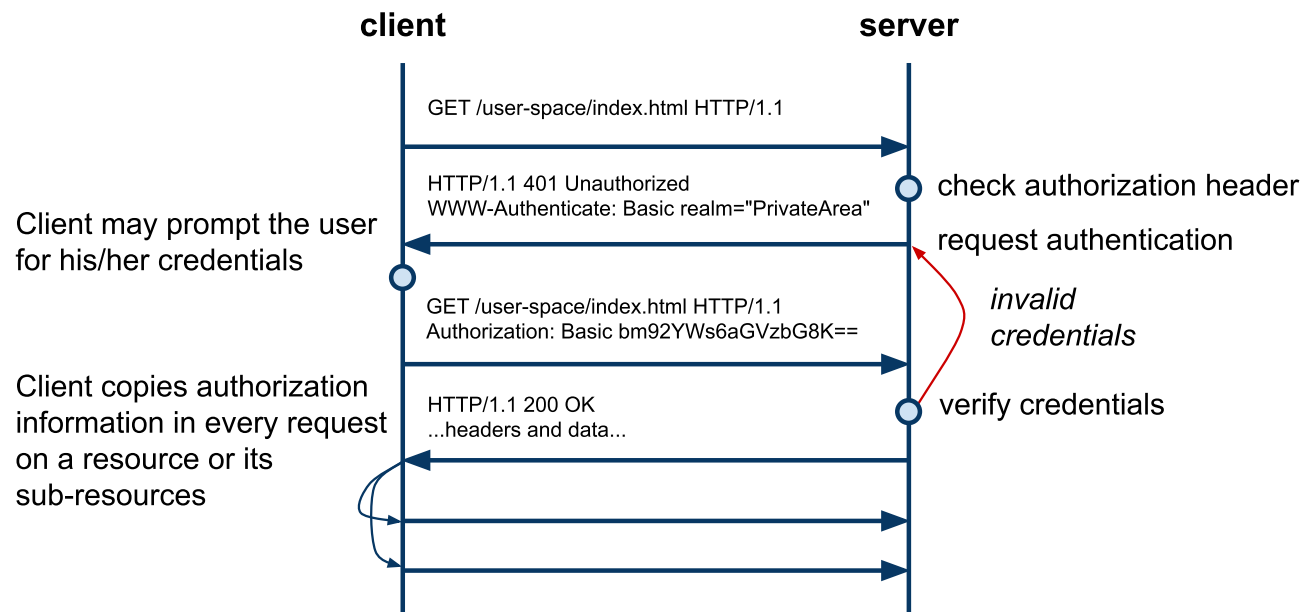 client
server
GET /user-space/index.html HTTP/1.1
HTTP/1.1 401 Unauthorized
WWW-Authenticate: Basic realm="PrivateArea"
check authorization header
request authentication
Client may prompt the user
for his/her credentials
invalid
credentials
GET /user-space/index.html HTTP/1.1
Authorization: Basic bm92YWs6aGVzbG8K==
verify credentials
Client copies authorization
information in every request
on a resource or its
sub-resources
HTTP/1.1 200 OK
...headers and data...